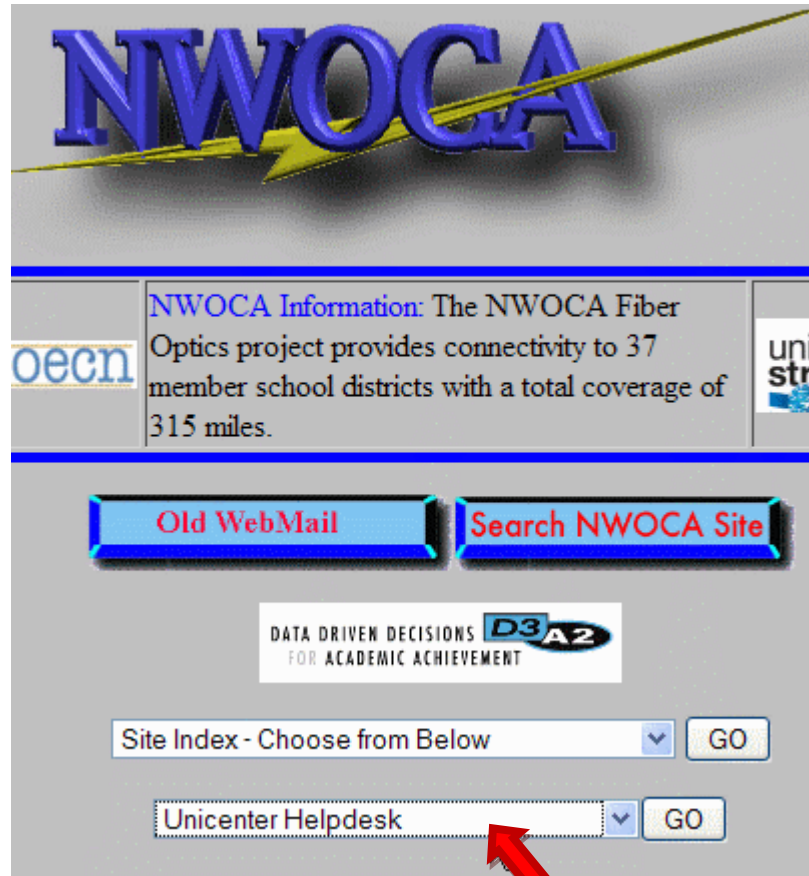 NWOCA
NWOCA Information: The NWOCA Fiber
Optics project provides connectivity to 37
member school districts with a total coverage of
315 miles.
oecn
Old WebMail
Search NWOCA Site
DATA DRIVEN DECISIONS D3A2
FOR ACADEMIC ACHIEVEMENT
Site Index - Choose from Below
GO
Unicenter Helpdesk
GO